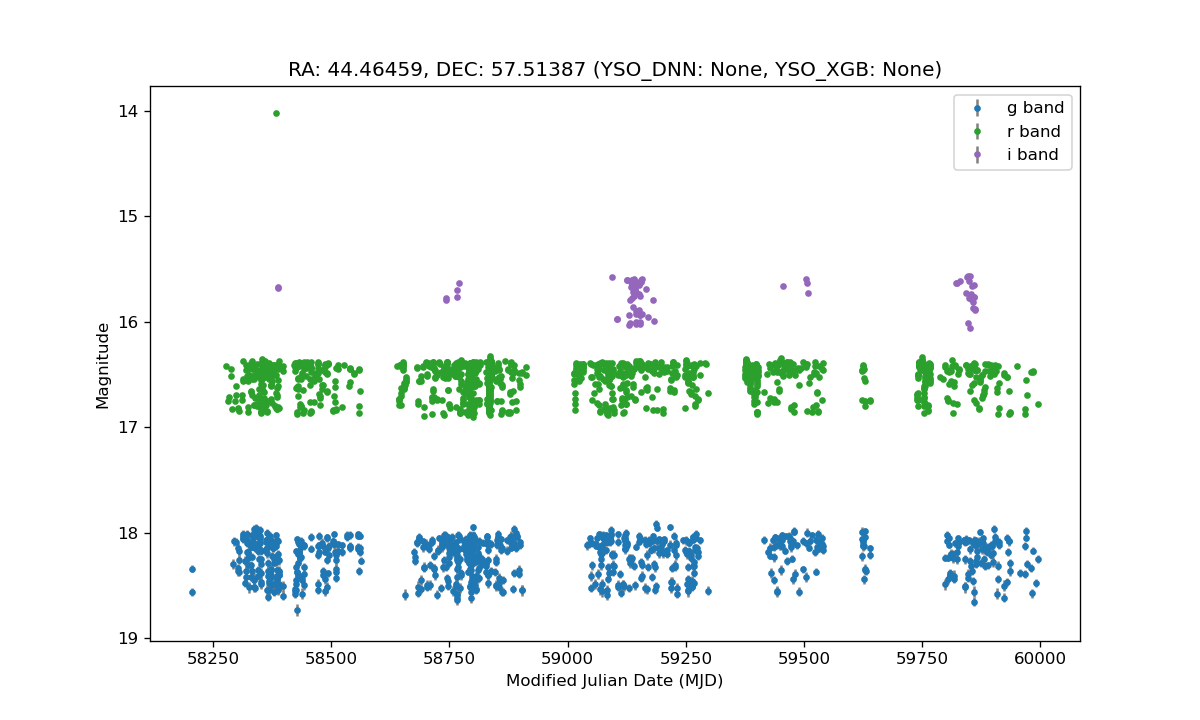 RA: 44.46459, DEC: 57.51387 (YSO_DNN: None, YSO_XGB: None)
g band
r band
i band
14
15
16
17
18
19
Magnitude
58250 58500 58750 59000 59250 59500 59750 60000
Modified Julian Date (MJD)